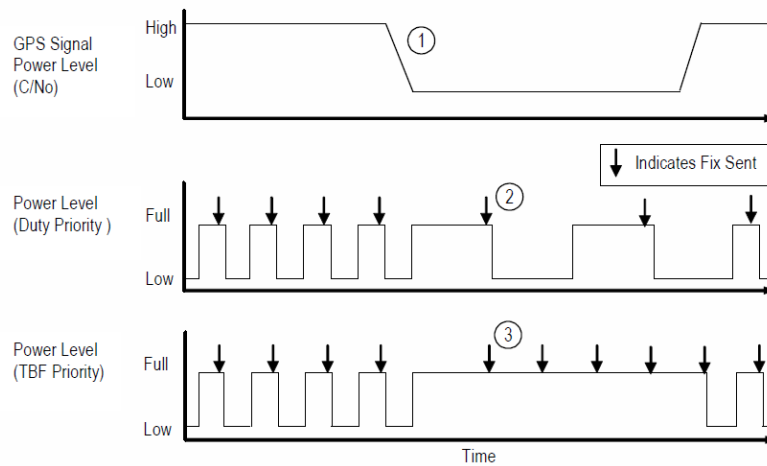 GPS Signal
Power Level
(C/No)
High
Low
1
Indicates Fix Sent
Power Level
(Duty Priority )
Full
Low
2
Power Level
(TBF Priority)
Full
Low
3
Time